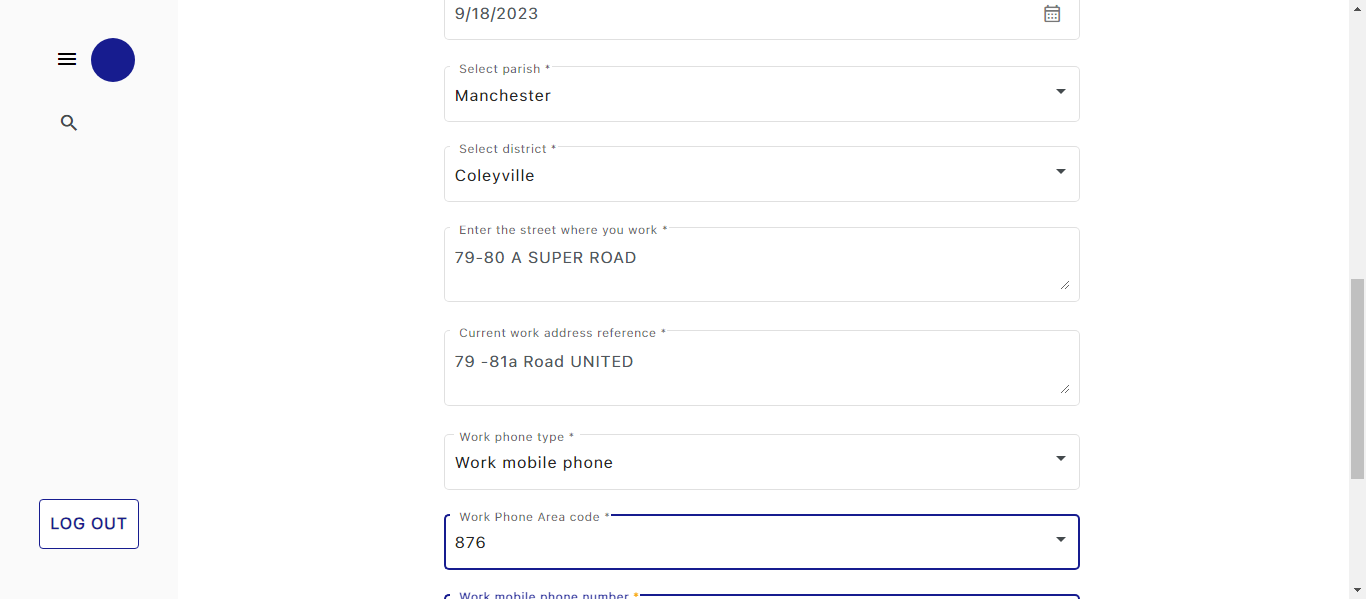 9/18/2023
Select parish *
Manchester
Select district *
Coleyville
Enter the street where you work *
79-80 A SUPER ROAD
Current work address reference *
79 -81a Road UNITED
Work phone type *
Work mobile phone
LOG OUT
Work Phone Area code *
876
Work mobile phone number *